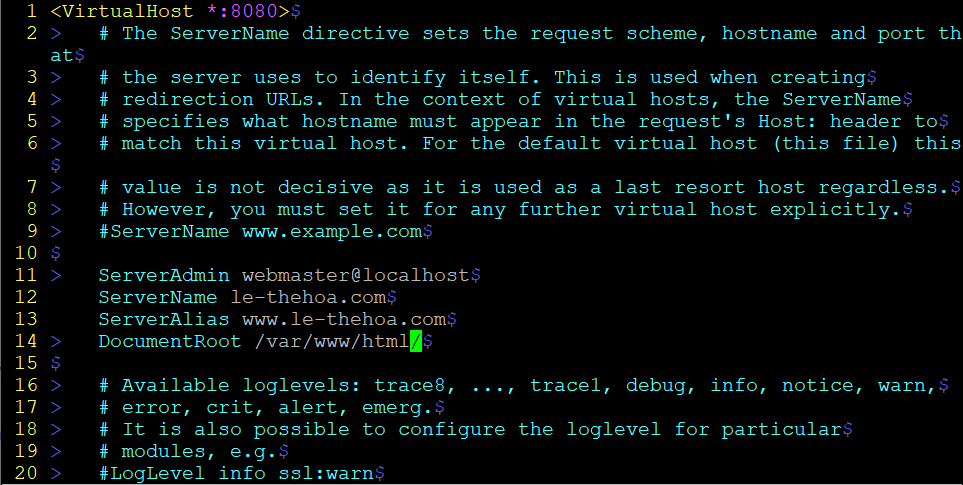 1 <VirtualHost *:8080>$
2 >   # The ServerName directive sets the request scheme, hostname and port th
at$
3 >   # the server uses to identify itself. This is used when creating$
4 >   # redirection URLs. In the context of virtual hosts, the ServerName$
5 >   # specifies what hostname must appear in the request's Host: header to$
6 >   # match this virtual host. For the default virtual host (this file) this
$
7 >   # value is not decisive as it is used as a last resort host regardless.$
8 >   # However, you must set it for any further virtual host explicitly.$
9 >   #ServerName www.example.com$
10 $
11 >   ServerAdmin webmaster@localhost$
12     ServerName le-thehoa.com$
13     ServerAlias www.le-thehoa.com$
14 >   DocumentRoot /var/www/html/$
15 $
16 >   # Available loglevels: trace8, ..., trace1, debug, info, notice, warn,$
17 >   # error, crit, alert, emerg.$
18 >   # It is also possible to configure the loglevel for particular$
19 >   # modules, e.g.$
20 >   #LogLevel info ssl:warn$